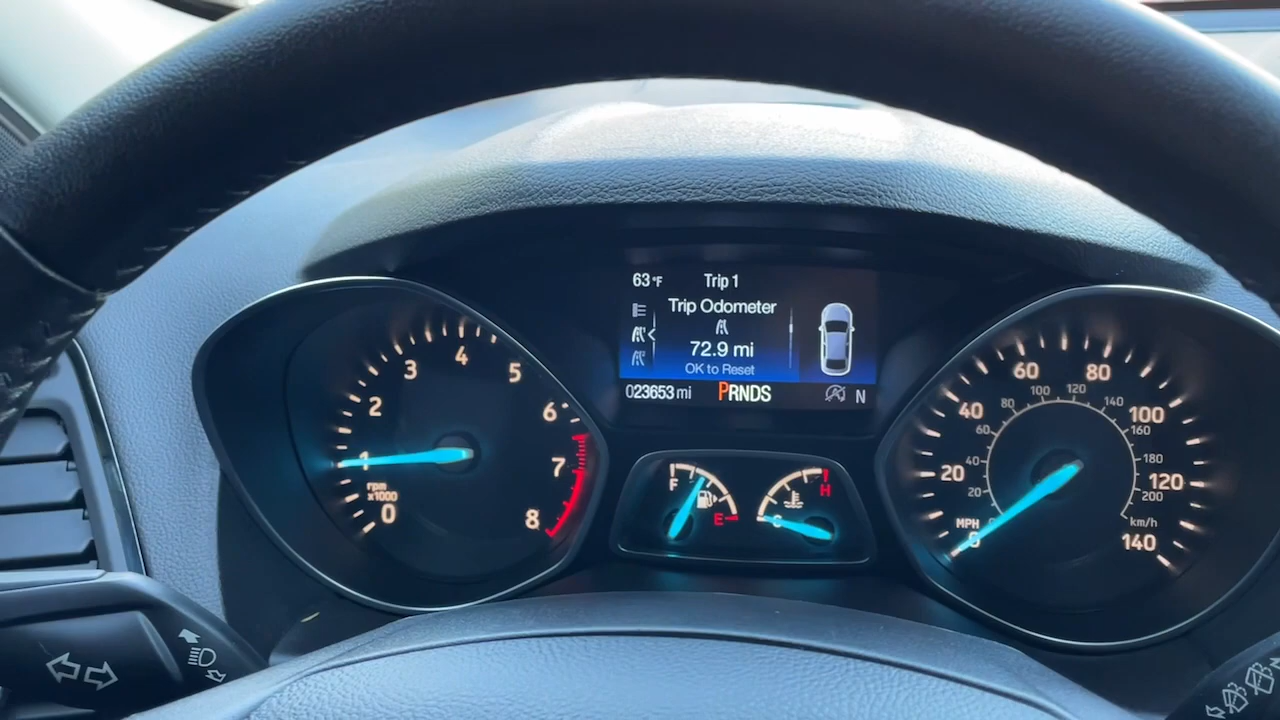 63°F Trip 1
Trip Odometer
72.9 mi
OK to Reset
023653 mi PRNDS N
0
1
2
3
4
5
6
7
8
rpm
x1000
F
E
C
H
0
20
40
60
80
100
120
140
MPH
20
40
60
80
100
120
140
160
180
200
km/h